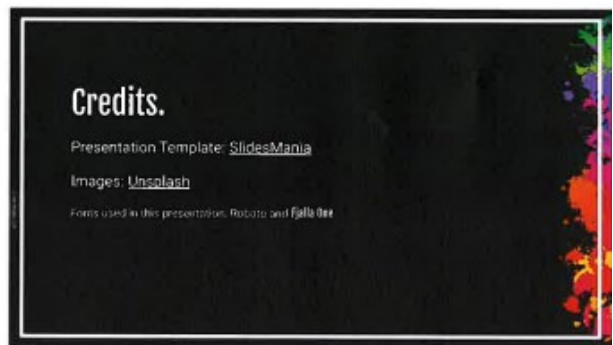 Credits.
Presentation Template: SlidesMania
Images: Unsplash
Fonts used in this presentation: Roboto and Fjalla One